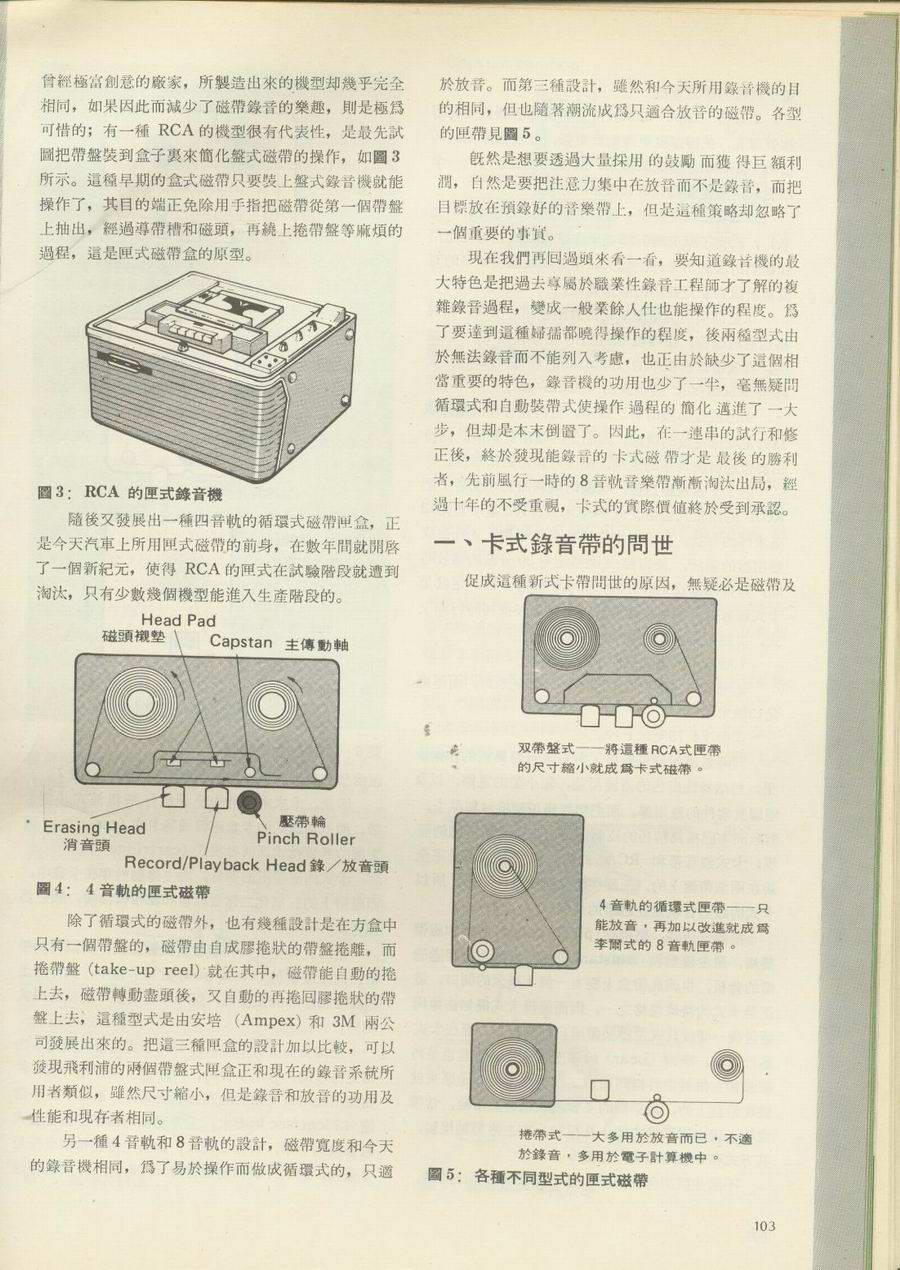 曾經極富創意的廠家，所製造出來的機型却幾乎完全
相同，如果因此而減少了磁帶錄音的樂趣，則是極爲
可惜的；有一種 RCA 的機型很有代表性，是最先試
圖把帶盤裝到盒子裏來簡化盤式磁帶的操作，如圖3
所示。這種早期的盒式磁帶只要裝上盤式錄音機就能
操作了，其目的端正免除用手指把磁帶從第一個帶盤
上抽出，經過導帶槽和磁頭，再繞上捲帶盤等麻煩的
過程，這是匣式磁帶盒的原型。
圖3： RCA 的匣式錄音機
隨後又發展出一種四音軌的循環式磁帶匣盒，正
是今天汽車上所用匣式磁帶的前身，在數年間就開啓
了一個新紀元，使得 RCA 的匣式在試驗階段就遭到
淘汰，只有少數幾個機型能進入生產階段的。
Head Pad
磁頭襯墊
Capstan 主傳動軸
Erasing Head
消音頭
壓帶輪
Pinch Roller
Record/Playback Head 錄／放音頭
圖4： 4音軌的匣式磁帶
除了循環式的磁帶外，也有幾種設計是在方盒中
只有一個帶盤的，磁帶由自成膠捲狀的帶盤捲離，而
捲帶盤 (take-up reel) 就在其中，磁帶能自動的捲
上去，磁帶轉動盡頭後，又自動的再捲回膠捲狀的帶
盤上去；這種型式是由安培 (Ampex) 和 3M 兩公
司發展出來的。把這三種匣盒的設計加以比較，可以
發現飛利浦的兩個帶盤式匣盒正和現在的錄音系統所
用者類似，雖然尺寸縮小，但是錄音和放音的功用及
性能和現存者相同。
另一種4音軌和8音軌的設計，磁帶寬度和今天
的錄音機相同，爲了易於操作而做成循環式的，只適
於放音。而第三種設計，雖然和今天所用錄音機的目
的相同，但也隨著潮流成爲只適合放音的磁帶。各型
的匣帶見圖5。
旣然是想要透過大量採用的鼓勵而獲得巨額利
潤，自然是要把注意力集中在放音而不是錄音，而把
目標放在預錄好的音樂帶上，但是這種策略却忽略了
一個重要的事實。
現在我們再回過頭來看一看，要知道錄音機的最
大特色是把過去專屬於職業性錄音工程師才了解的複
雜錄音過程，變成一般業餘人仕也能操作的程度。爲
了要達到這種婦孺都曉得操作的程度，後兩種型式由
於無法錄音而不能列入考慮，也正由於缺少了這個相
當重要的特色，錄音機的功用也少了一半，毫無疑問
循環式和自動裝帶式使操作過程的簡化邁進了一大
步，但却是本末倒置了。因此，在一連串的試行和修
正後，終於發現能錄音的卡式磁帶才是最後的勝利
者，先前風行一時的8音軌音樂帶漸漸淘汰出局，經
過十年的不受重視，卡式的實際價値終於受到承認。
一、卡式錄音帶的問世
促成這種新式卡帶問世的原因，無疑必是磁帶及
双帶盤式——將這種RCA式匣帶
的尺寸縮小就成爲卡式磁帶。
4音軌的循環式匣帶——只
能放音，再加以改進就成爲
李爾式的8音軌匣帶。
捲帶式——大多用於放音而已，不適
於錄音，多用於電子計算機中。
圖5： 各種不同型式的匣式磁帶
103